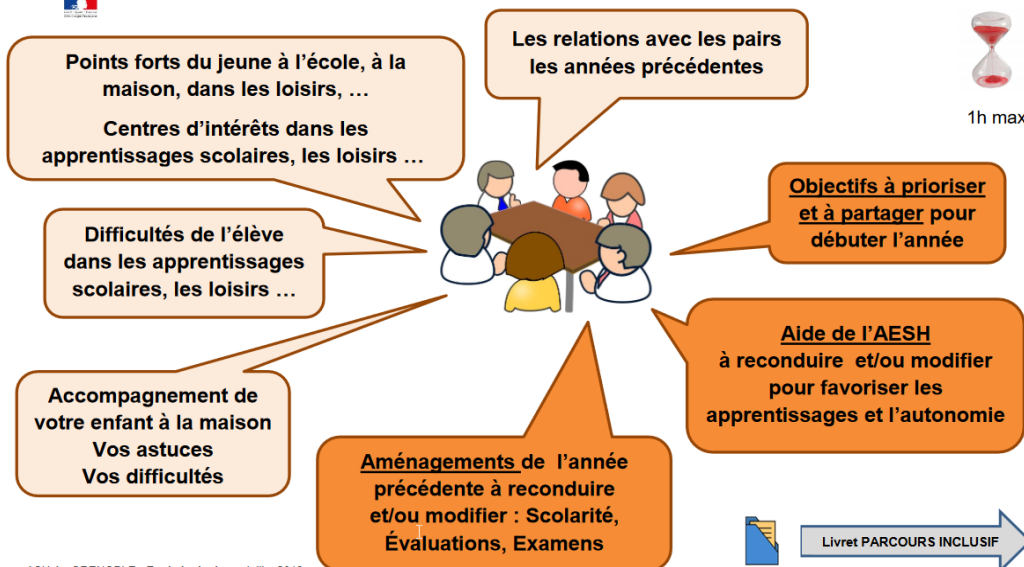 Points forts du jeune à l'école, à la
maison, dans les loisirs, …
Centres d'intérêts dans les
apprentissages scolaires, les loisirs …
Les relations avec les pairs
les années précédentes
1h max
Objectifs à prioriser
et à partager pour
débuter l'année
Difficultés de l'élève
dans les apprentissages
scolaires, les loisirs …
Aide de l'AESH
à reconduire et/ou modifier
pour favoriser les
apprentissages et l'autonomie
Accompagnement de
votre enfant à la maison
Vos astuces
Vos difficultés
Aménagements de l'année
précédente à reconduire
et/ou modifier : Scolarité,
Évaluations, Examens
Livret PARCOURS INCLUSIF